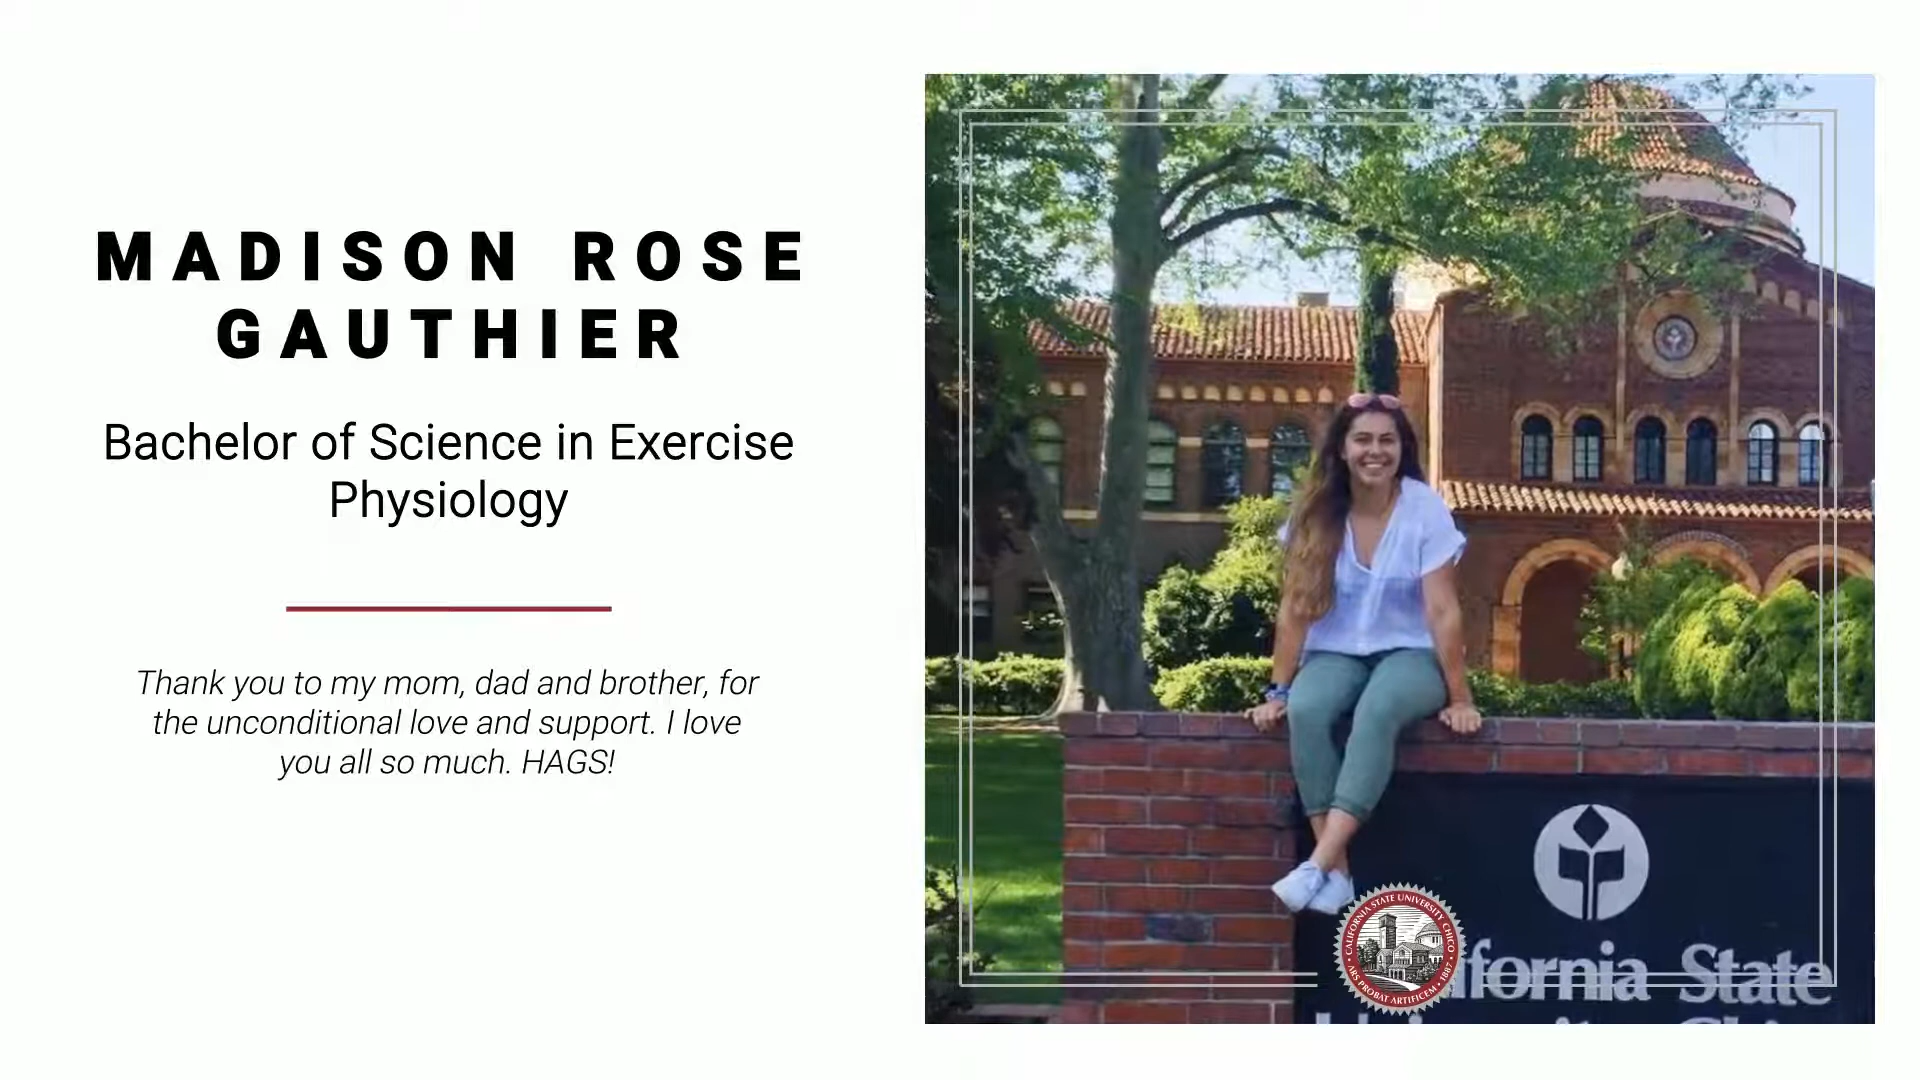 MADISON ROSE
GAUTHIER
Bachelor of Science in Exercise
Physiology
Thank you to my mom, dad and brother, for
the unconditional love and support. I love
you all so much. HAGS!
CALIFORNIA STATE UNIVERSITY CHICO
ARS PROBAT ARTIFICEM • 1887
fornia State